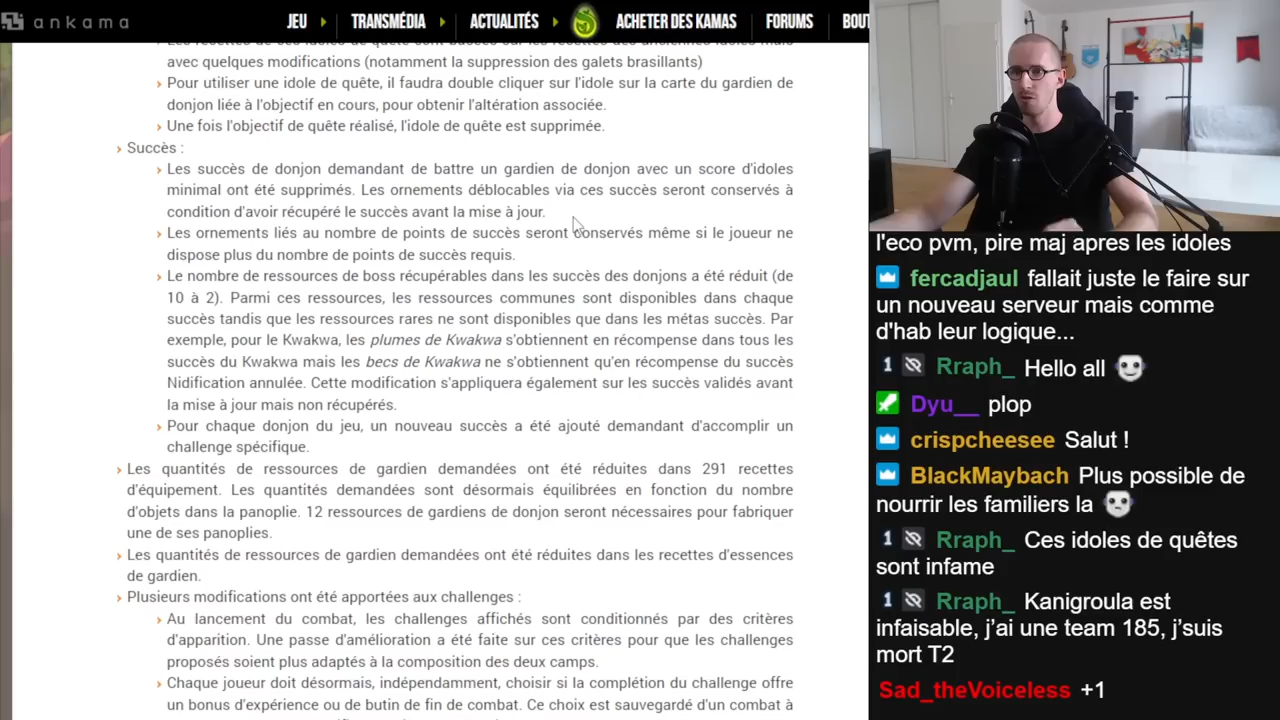 ankama
JEU
TRANSMÉDIA
ACTUALITÉS
ACHETER DES KAMAS
FORUMS
BOUT
Les recettes de ces idoles de quête sont basées sur les recettes des anciennes idoles mais
avec quelques modifications (notamment la suppression des galets brasillants)
Pour utiliser une idole de quête, il faudra double cliquer sur l'idole sur la carte du gardien de
donjon liée à l'objectif en cours, pour obtenir l'altération associée.
Une fois l'objectif de quête réalisé, l'idole de quête est supprimée.
Succès :
Les succès de donjon demandant de battre un gardien de donjon avec un score d'idoles
minimal ont été supprimés. Les ornements déblocables via ces succès seront conservés à
condition d'avoir récupéré le succès avant la mise à jour.
Les ornements liés au nombre de points de succès seront conservés même si le joueur ne
dispose plus du nombre de points de succès requis.
Le nombre de ressources de boss récupérables dans les succès des donjons a été réduit (de
10 à 2). Parmi ces ressources, les ressources communes sont disponibles dans chaque
succès tandis que les ressources rares ne sont disponibles que dans les métas succès. Par
exemple, pour le Kwakwa, les plumes de Kwakwa s'obtiennent en récompense dans tous les
succès du Kwakwa mais les becs de Kwakwa ne s'obtiennent qu'en récompense du succès
Nidification annulée. Cette modification s'appliquera également sur les succès validés avant
la mise à jour mais non récupérés.
Pour chaque donjon du jeu, un nouveau succès a été ajouté demandant d'accomplir un
challenge spécifique.
Les quantités de ressources de gardien demandées ont été réduites dans 291 recettes
d'équipement. Les quantités demandées sont désormais équilibrées en fonction du nombre
d'objets dans la panoplie. 12 ressources de gardiens de donjon seront nécessaires pour fabriquer
une de ses panoplies.
Les quantités de ressources de gardien demandées ont été réduites dans les recettes d'essences
de gardien.
Plusieurs modifications ont été apportées aux challenges :
Au lancement du combat, les challenges affichés sont conditionnés par des critères
d'apparition. Une passe d'amélioration a été faite sur ces critères pour que les challenges
proposés soient plus adaptés à la composition des deux camps.
Chaque joueur doit désormais, indépendamment, choisir si la complétion du challenge offre
un bonus d'expérience ou de butin de fin de combat. Ce choix est sauvegardé d'un combat à
l'eco pvm, pire maj apres les idoles
fercadjaul fallait juste le faire sur
un nouveau serveur mais comme
d'hab leur logique...
1 Rraph_ Hello all
Dyu__ plop
crispcheesee Salut !
BlackMaybach Plus possible de
nourrir les familiers la
1 Rraph_ Ces idoles de quêtes
sont infame
1 Rraph_ Kanigroula est
infaisable, j'ai une team 185, j'suis
mort T2
Sad_theVoiceless +1